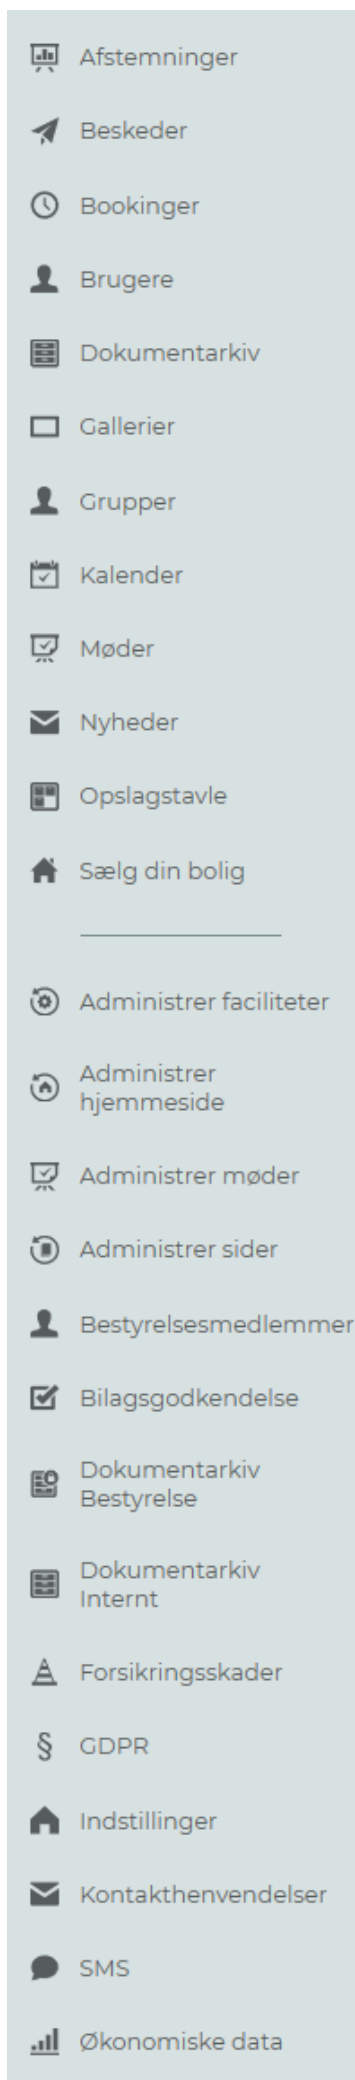 Afstemninger
Beskeder
Bookinger
Brugere
Dokumentarkiv
Gallerier
Grupper
Kalender
Møder
Nyheder
Opslagstavle
Sælg din bolig
Administrer faciliteter
Administrer
hjemmeside
Administrer møder
Administrer sider
Bestyrelsesmedlemmer
Bilagsgodkendelse
Dokumentarkiv
Bestyrelse
Dokumentarkiv
Internt
Forsikringsskader
§ GDPR
Indstillinger
Kontakthenvendelser
SMS
Økonomiske data